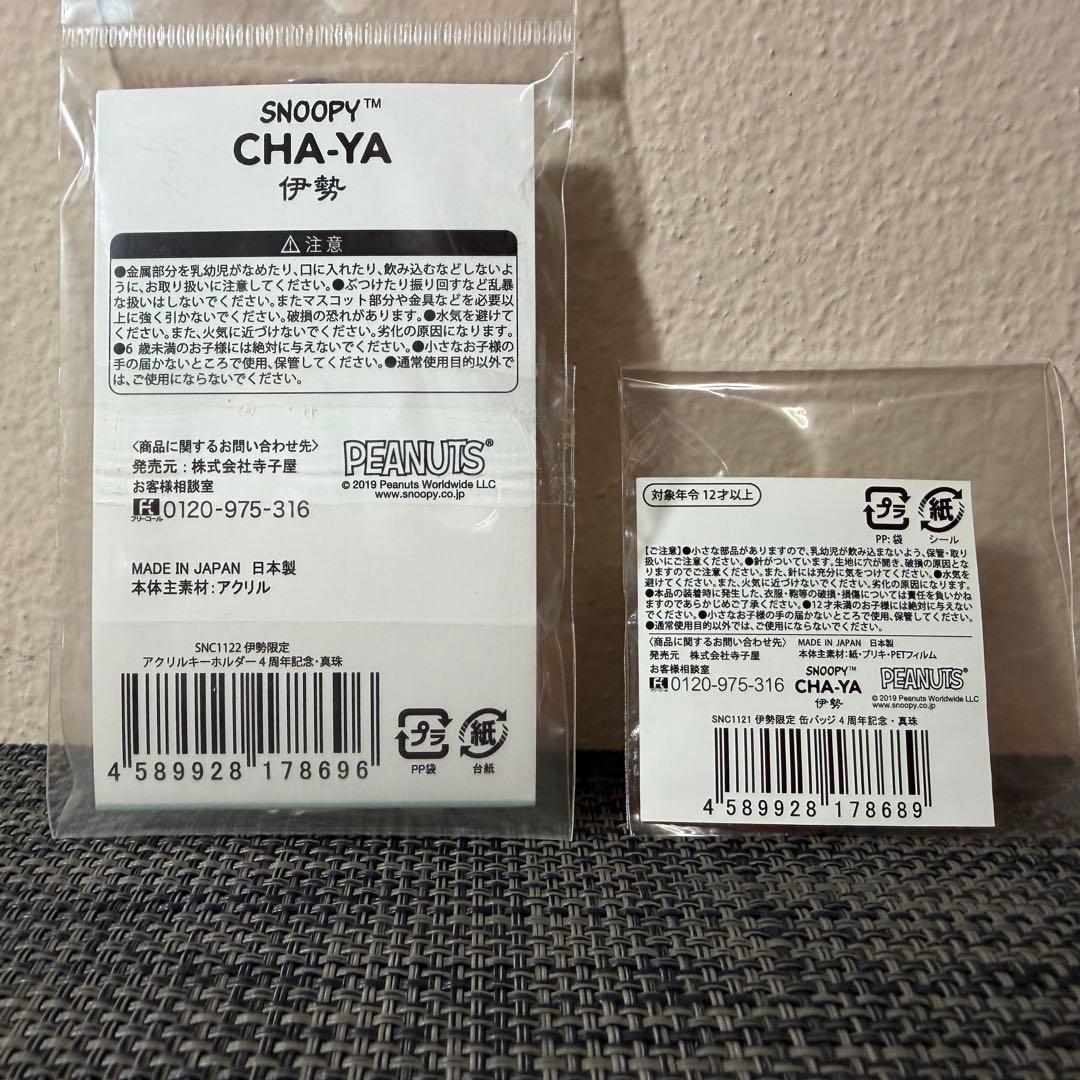 SNOOPY™
CHA-YA
伊勢
⚠注意
●金属部分を乳幼児がなめたり、口に入れたり、飲み込むなどしないよ
うに、お取り扱いに注意してください。●ぶつけたり振り回すなど乱暴
な扱いはしないでください。またマスコット部分や金具などを必要以
上に強く引かないでください。破損の恐れがあります。●水気を避けて
ください。また、火気に近づけないでください。劣化の原因になります。
●6 歳未満のお子様には絶対に与えないでください。●小さなお子様の
手の届かないところで使用、保管してください。●通常使用目的以外で
は、ご使用にならないでください。
〈商品に関するお問い合わせ先〉
発売元：株式会社寺子屋
お客様相談室
フリーコール
0120-975-316
PEANUTS®
© 2019 Peanuts Worldwide LLC
www.snoopy.co.jp
MADE IN JAPAN 日本製
本体主素材：アクリル
SNC1122 伊勢限定
アクリルキーホルダー４周年記念・真珠
4 589928 178696
プラ
PP袋
紙
台紙
対象年令 12才以上
プラ
PP: 袋
紙
シール
【ご注意】●小さな部品がありますので、乳幼児が飲み込まないよう、保管・取り
扱いにご注意ください。●針がついています。生地に穴が開き、破損の原因とな
りますのでご注意ください。また、針には充分に気をつけてください。●水気を
避けてください。また、火気に近づけないでください。劣化の原因になります。
●本品の装着時に発生した、衣服・鞄等の破損・損傷については責任を負いかね
ますのであらかじめご了承ください。●12才未満のお子様には絶対に与えない
でください。●小さなお子様の手の届かないところで使用、保管してください。
●通常使用目的以外では、ご使用にならないでください。
〈商品に関するお問い合わせ先〉
発売元 株式会社寺子屋
お客様相談室
0120-975-316
MADE IN JAPAN 日本製
本体主素材：紙・ブリキ・PETフィルム
SNOOPY™
CHA-YA
伊勢
PEANUTS®
© 2019 Peanuts Worldwide LLC
www.snoopy.co.jp
SNC1121 伊勢限定 缶バッジ４周年記念・真珠
4 589928 178689